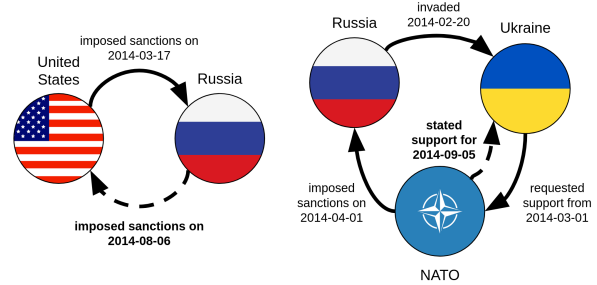 United
States
imposed sanctions on
2014-03-17
Russia
imposed sanctions on
2014-08-06
Russia
invaded
2014-02-20
Ukraine
stated
support for
2014-09-05
imposed
sanctions on
2014-04-01
requested
support from
2014-03-01
NATO